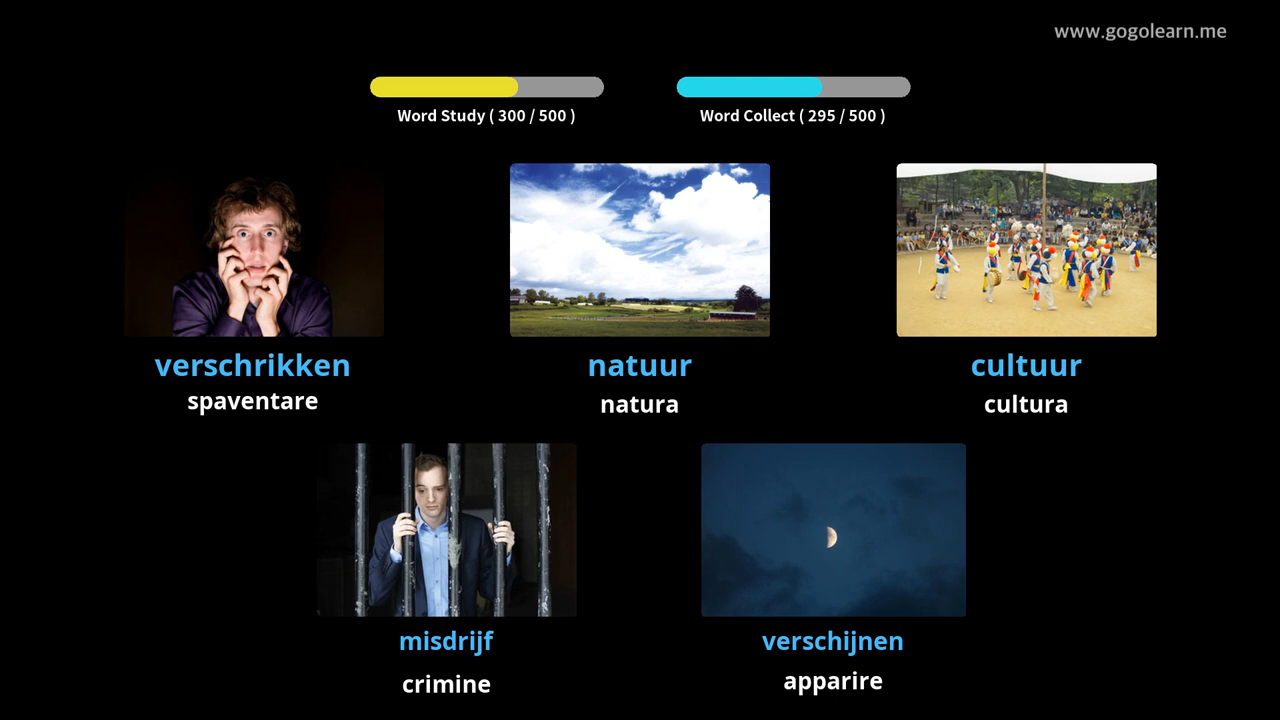 www.gogolearn.me
Word Study ( 300 / 500 )
Word Collect ( 295 / 500 )
verschrikken
spaventare
natuur
natura
cultuur
cultura
misdrijf
crimine
verschijnen
apparire